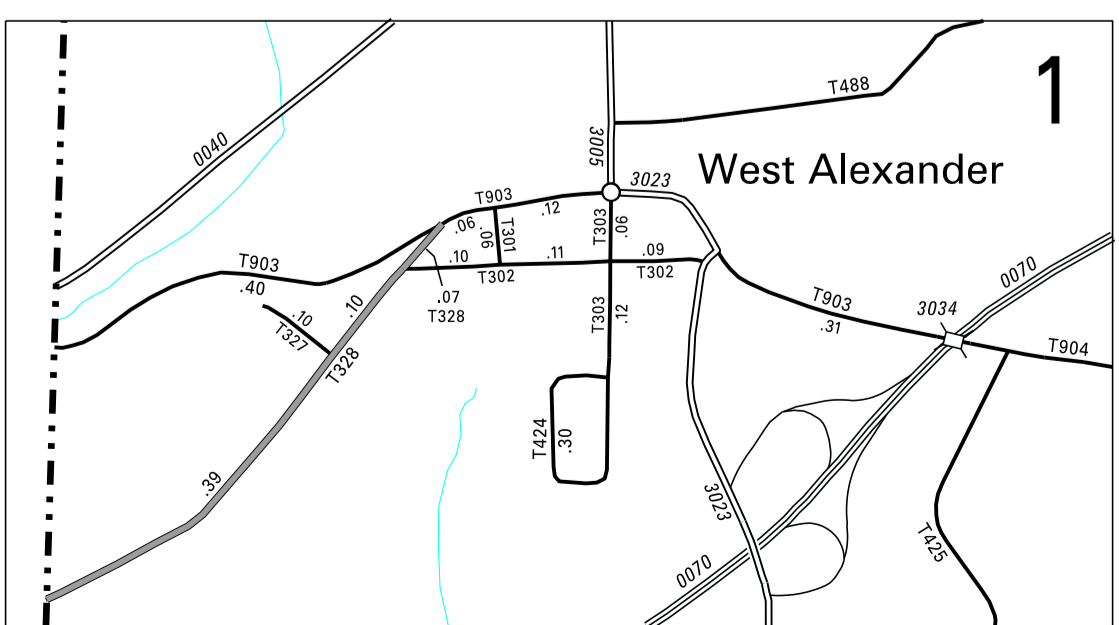 1
T488
0040
3005
West Alexander
3023
T903
.12
.06
.06
T301
T303
.06
.10
.11
.09
T302
T302
T903
.40
.07
T328
.10
T327
.10
T328
T303
.12
0070
3034
T903
.31
T904
T424
.30
.39
3023
T425
0070